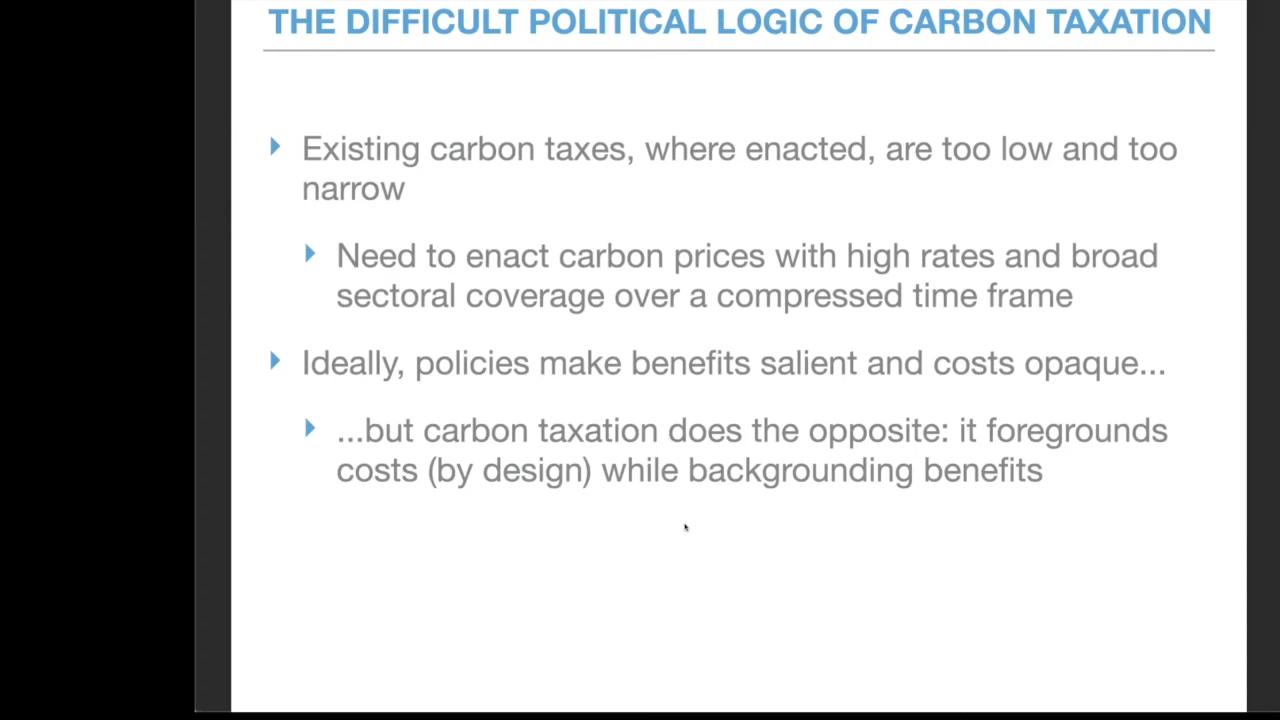 THE DIFFICULT POLITICAL LOGIC OF CARBON TAXATION
Existing carbon taxes, where enacted, are too low and too
narrow
Need to enact carbon prices with high rates and broad
sectoral coverage over a compressed time frame
Ideally, policies make benefits salient and costs opaque...
...but carbon taxation does the opposite: it foregrounds
costs (by design) while backgrounding benefits